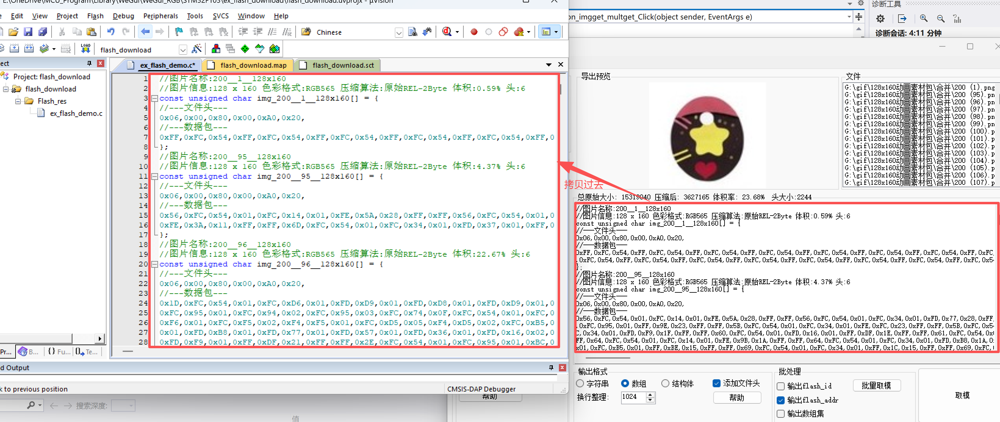 E:\OneDrive\MCU_Program\Library\WeGui\WeGui_RGB\STM32F103\ex_flash_download\flash_download.uvprojx - µVision
Edit View Project Flash Debug Peripherals Tools SVCS Window Help
Chinese
LOAD
flash_download
Project: flash_download
flash_download
Flash_res
ex_flash_demo.c
Pr... B... {} Fu... Te...
ex_flash_demo.c* flash_download.map flash_download.sct
1 //图片名称:200__1__128x160
2 //图片信息:128 x 160 色彩格式:RGB565 压缩算法:原始REL-2Byte 体积:0.59% 头:6
3 const unsigned char img_200__1__128x160[] = {
4 //---文件头---
5 0x06,0x00,0x80,0x00,0xA0,0x20,
6 //---数据包---
7 0xFF,0xFC,0x54,0xFF,0xFC,0x54,0xFF,0xFC,0x54,0xFF,0xFC,0x54,0xFF,0xFC,0x54,0xFF,0
8 };
9 //图片名称:200__95__128x160
10 //图片信息:128 x 160 色彩格式:RGB565 压缩算法:原始REL-2Byte 体积:4.37% 头:6
11 const unsigned char img_200__95__128x160[] = {
12 //---文件头---
13 0x06,0x00,0x80,0x00,0xA0,0x20,
14 //---数据包---
15 0x56,0xFC,0x54,0x01,0xFC,0x14,0x01,0xFE,0x5A,0x28,0xFF,0xFF,0x56,0xFC,0x54,0x01,0
16 0xFE,0x3A,0x11,0xFF,0xFF,0x6D,0xFC,0x54,0x01,0xFC,0x34,0x01,0xFD,0x37,0x01,0xFF,0
17 };
18 //图片名称:200__96__128x160
19 //图片信息:128 x 160 色彩格式:RGB565 压缩算法:原始REL-2Byte 体积:22.67% 头:6
20 const unsigned char img_200__96__128x160[] = {
21 //---文件头---
22 0x06,0x00,0x80,0x00,0xA0,0x20,
23 //---数据包---
24 0x1D,0xFC,0x54,0x01,0xFC,0xD6,0x01,0xFD,0xD9,0x01,0xFD,0xD8,0x01,0xFD,0xD9,0x01,0
25 0xFC,0x95,0x01,0xFC,0x94,0x02,0xFC,0x95,0x03,0xFC,0x74,0x0F,0xFC,0x54,0x01,0xFC,0
26 0xF6,0x01,0xFC,0xF5,0x02,0xF4,0xF5,0x01,0xFC,0xD5,0x05,0xF4,0xD5,0x02,0xFC,0xB5,0
27 0x01,0xFD,0xB8,0x01,0xFD,0x77,0x01,0xFD,0x57,0x01,0xFD,0x36,0x01,0xFD,0x16,0x02,0
28 0xFD,0xF9,0x01,0xFF,0xDF,0x21,0xFF,0xFF,0x2E,0xFC,0x54,0x01,0xFC,0x95,0x01,0xBC,0
d Output
k to previous position
CMSIS-DAP Debugger
帮助
搜索深度:
值
on_imgget_multget_Click(object sender, EventArgs e)
诊断工具
诊断会话: 4:11 分钟
拷贝过去
导出预览
文件
G:\gif\128x160动画素材包\合并\200 (1).png
G:\gif\128x160动画素材包\合并\200 (95).pn
G:\gif\128x160动画素材包\合并\200 (96).pn
G:\gif\128x160动画素材包\合并\200 (97).pn
G:\gif\128x160动画素材包\合并\200 (98).pn
G:\gif\128x160动画素材包\合并\200 (99).pn
G:\gif\128x160动画素材包\合并\200 (100).p
G:\gif\128x160动画素材包\合并\200 (101).p
G:\gif\128x160动画素材包\合并\200 (102).p
G:\gif\128x160动画素材包\合并\200 (103).p
G:\gif\128x160动画素材包\合并\200 (104).p
G:\gif\128x160动画素材包\合并\200 (105).p
G:\gif\128x160动画素材包\合并\200 (106).p
G:\gif\128x160动画素材包\合并\200 (107).p
总原始大小: 15319040 压缩后: 3627165 体积率: 23.68% 头大小:2244
//图片名称:200__1__128x160
//图片信息:128 x 160 色彩格式:RGB565 压缩算法:原始REL-2Byte 体积:0.59% 头:6
const unsigned char img_200__1__128x160[] = {
//---文件头---
0x06,0x00,0x80,0x00,0xA0,0x20,
//---数据包---
0xFF,0xFC,0x54,0xFF,0xFC,0x54,0xFF,0xFC,0x54,0xFF,0xFC,0x54,0xFF,0xFC,0x54,0xFF,0xFC,0x54,0xFF,0xFC,0x54,0xFF,0xFC,
,0xFC,0x54,0xFF,0xFC,0x54,0xFF,0xFC,0x54,0xFF,0xFC,0x54,0xFF,0xFC,0x54,0xFF,0xFC,0x54,0xFF,0xFC,0x54,0xFF,0xFC,0x5
};
//图片名称:200__95__128x160
//图片信息:128 x 160 色彩格式:RGB565 压缩算法:原始REL-2Byte 体积:4.37% 头:6
const unsigned char img_200__95__128x160[] = {
//---文件头---
0x06,0x00,0x80,0x00,0xA0,0x20,
//---数据包---
0x56,0xFC,0x54,0x01,0xFC,0x14,0x01,0xFE,0x5A,0x28,0xFF,0xFF,0x56,0xFC,0x54,0x01,0xFC,0x34,0x01,0xFD,0x77,0x28,0xFF,
,0xFC,0x95,0x01,0xFF,0x9E,0x23,0xFF,0xFF,0x5B,0xFC,0x54,0x01,0xFC,0x34,0x01,0xFE,0xFC,0x23,0xFF,0xFF,0x5B,0xFC,0x5
C,0x34,0x01,0xFD,0xF9,0x1F,0xFF,0xFF,0x60,0xFC,0x54,0x01,0xFD,0x16,0x01,0xFF,0xDF,0x1E,0xFF,0xFF,0x61,0xFC,0x54,0x
FF,0x64,0xFC,0x54,0x01,0xFC,0x14,0x01,0xFE,0x9B,0x1A,0xFF,0xFF,0x64,0xFC,0x54,0x01,0xFC,0x34,0x01,0xFD,0xB8,0x1A,0
x01,0xFC,0xB5,0x01,0xFF,0xBE,0x15,0xFF,0xFF,0x69,0xFC,0x54,0x01,0xFC,0x34,0x01,0xFF,0x1C,0x15,0xFF,0xFF,0x69,0xFC,
输出格式
字符串 数组 结构体 添加文件头
换行整理: 1024 帮助
批处理
输出flash_id
输出flash_addr
输出数组集
批量取模
取模